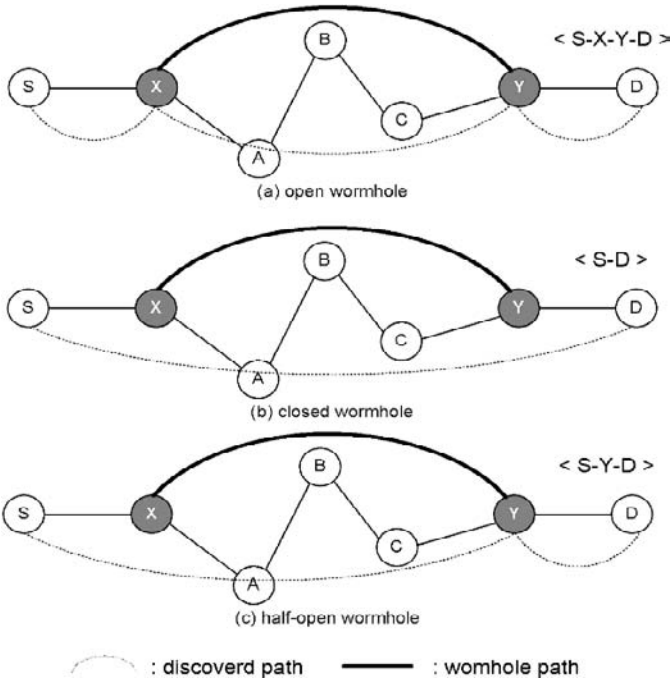 B
< S-X-Y-D >
S
X
Y
D
C
A
(a) open wormhole
B
< S-D >
S
X
Y
D
C
A
(b) closed wormhole
B
< S-Y-D >
S
X
Y
D
C
A
(c) half-open wormhole
: discoverd path
: womhole path